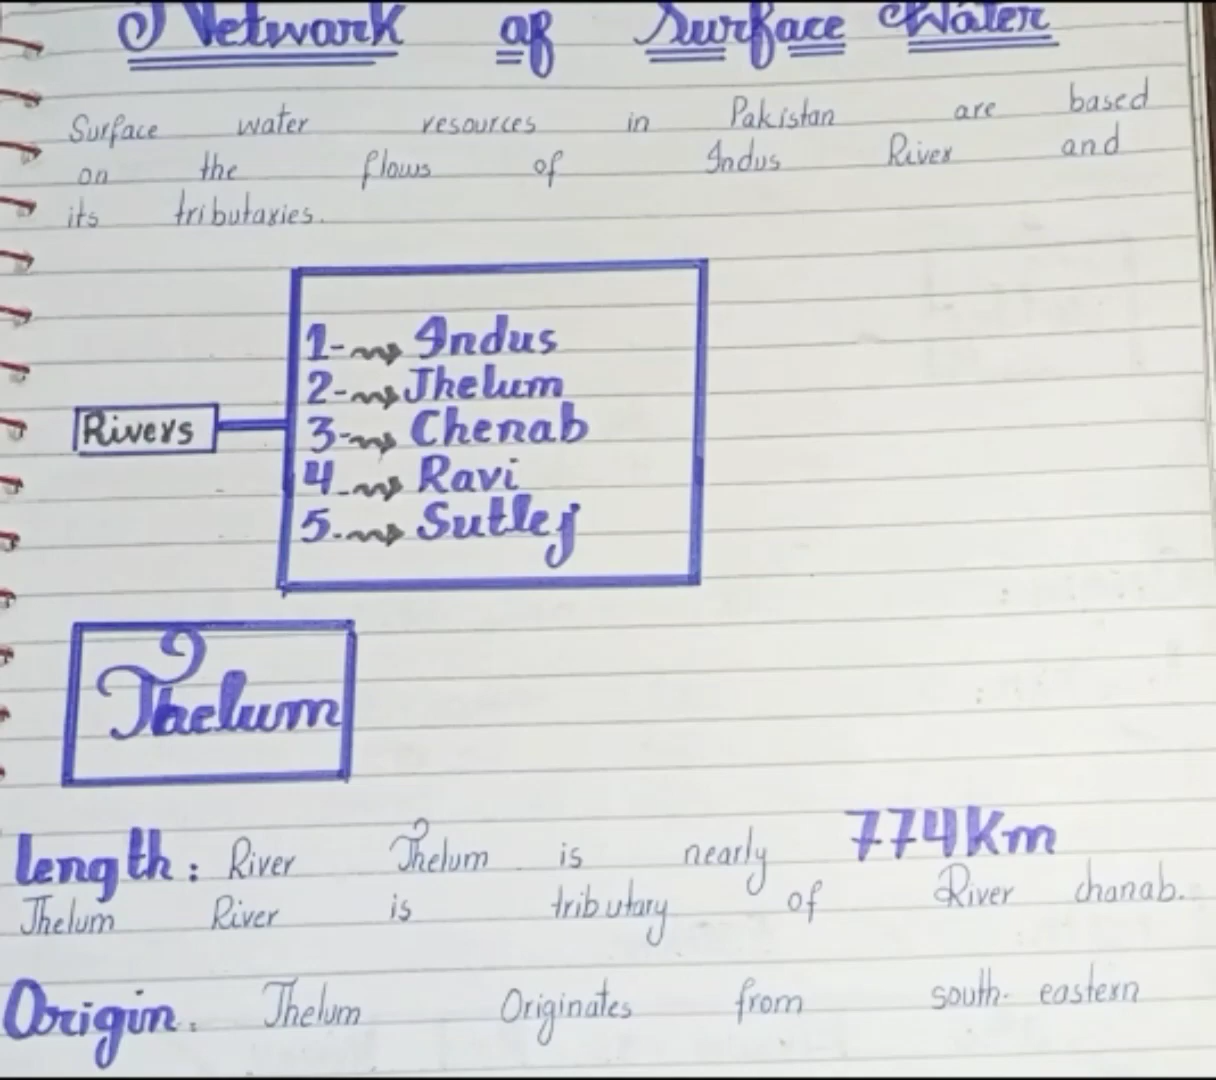 Network of Surface Water
Surface water resources in Pakistan are based
on the flows of Indus River and
its tributaries.
Rivers
1- Indus
2- Jhelum
3- Chenab
4- Ravi
5. Sutlej
Jhelum
length: River Jhelum is nearly 774Km
Jhelum River is tributary of River chanab.
Origin. Jhelum Originates from south-eastern